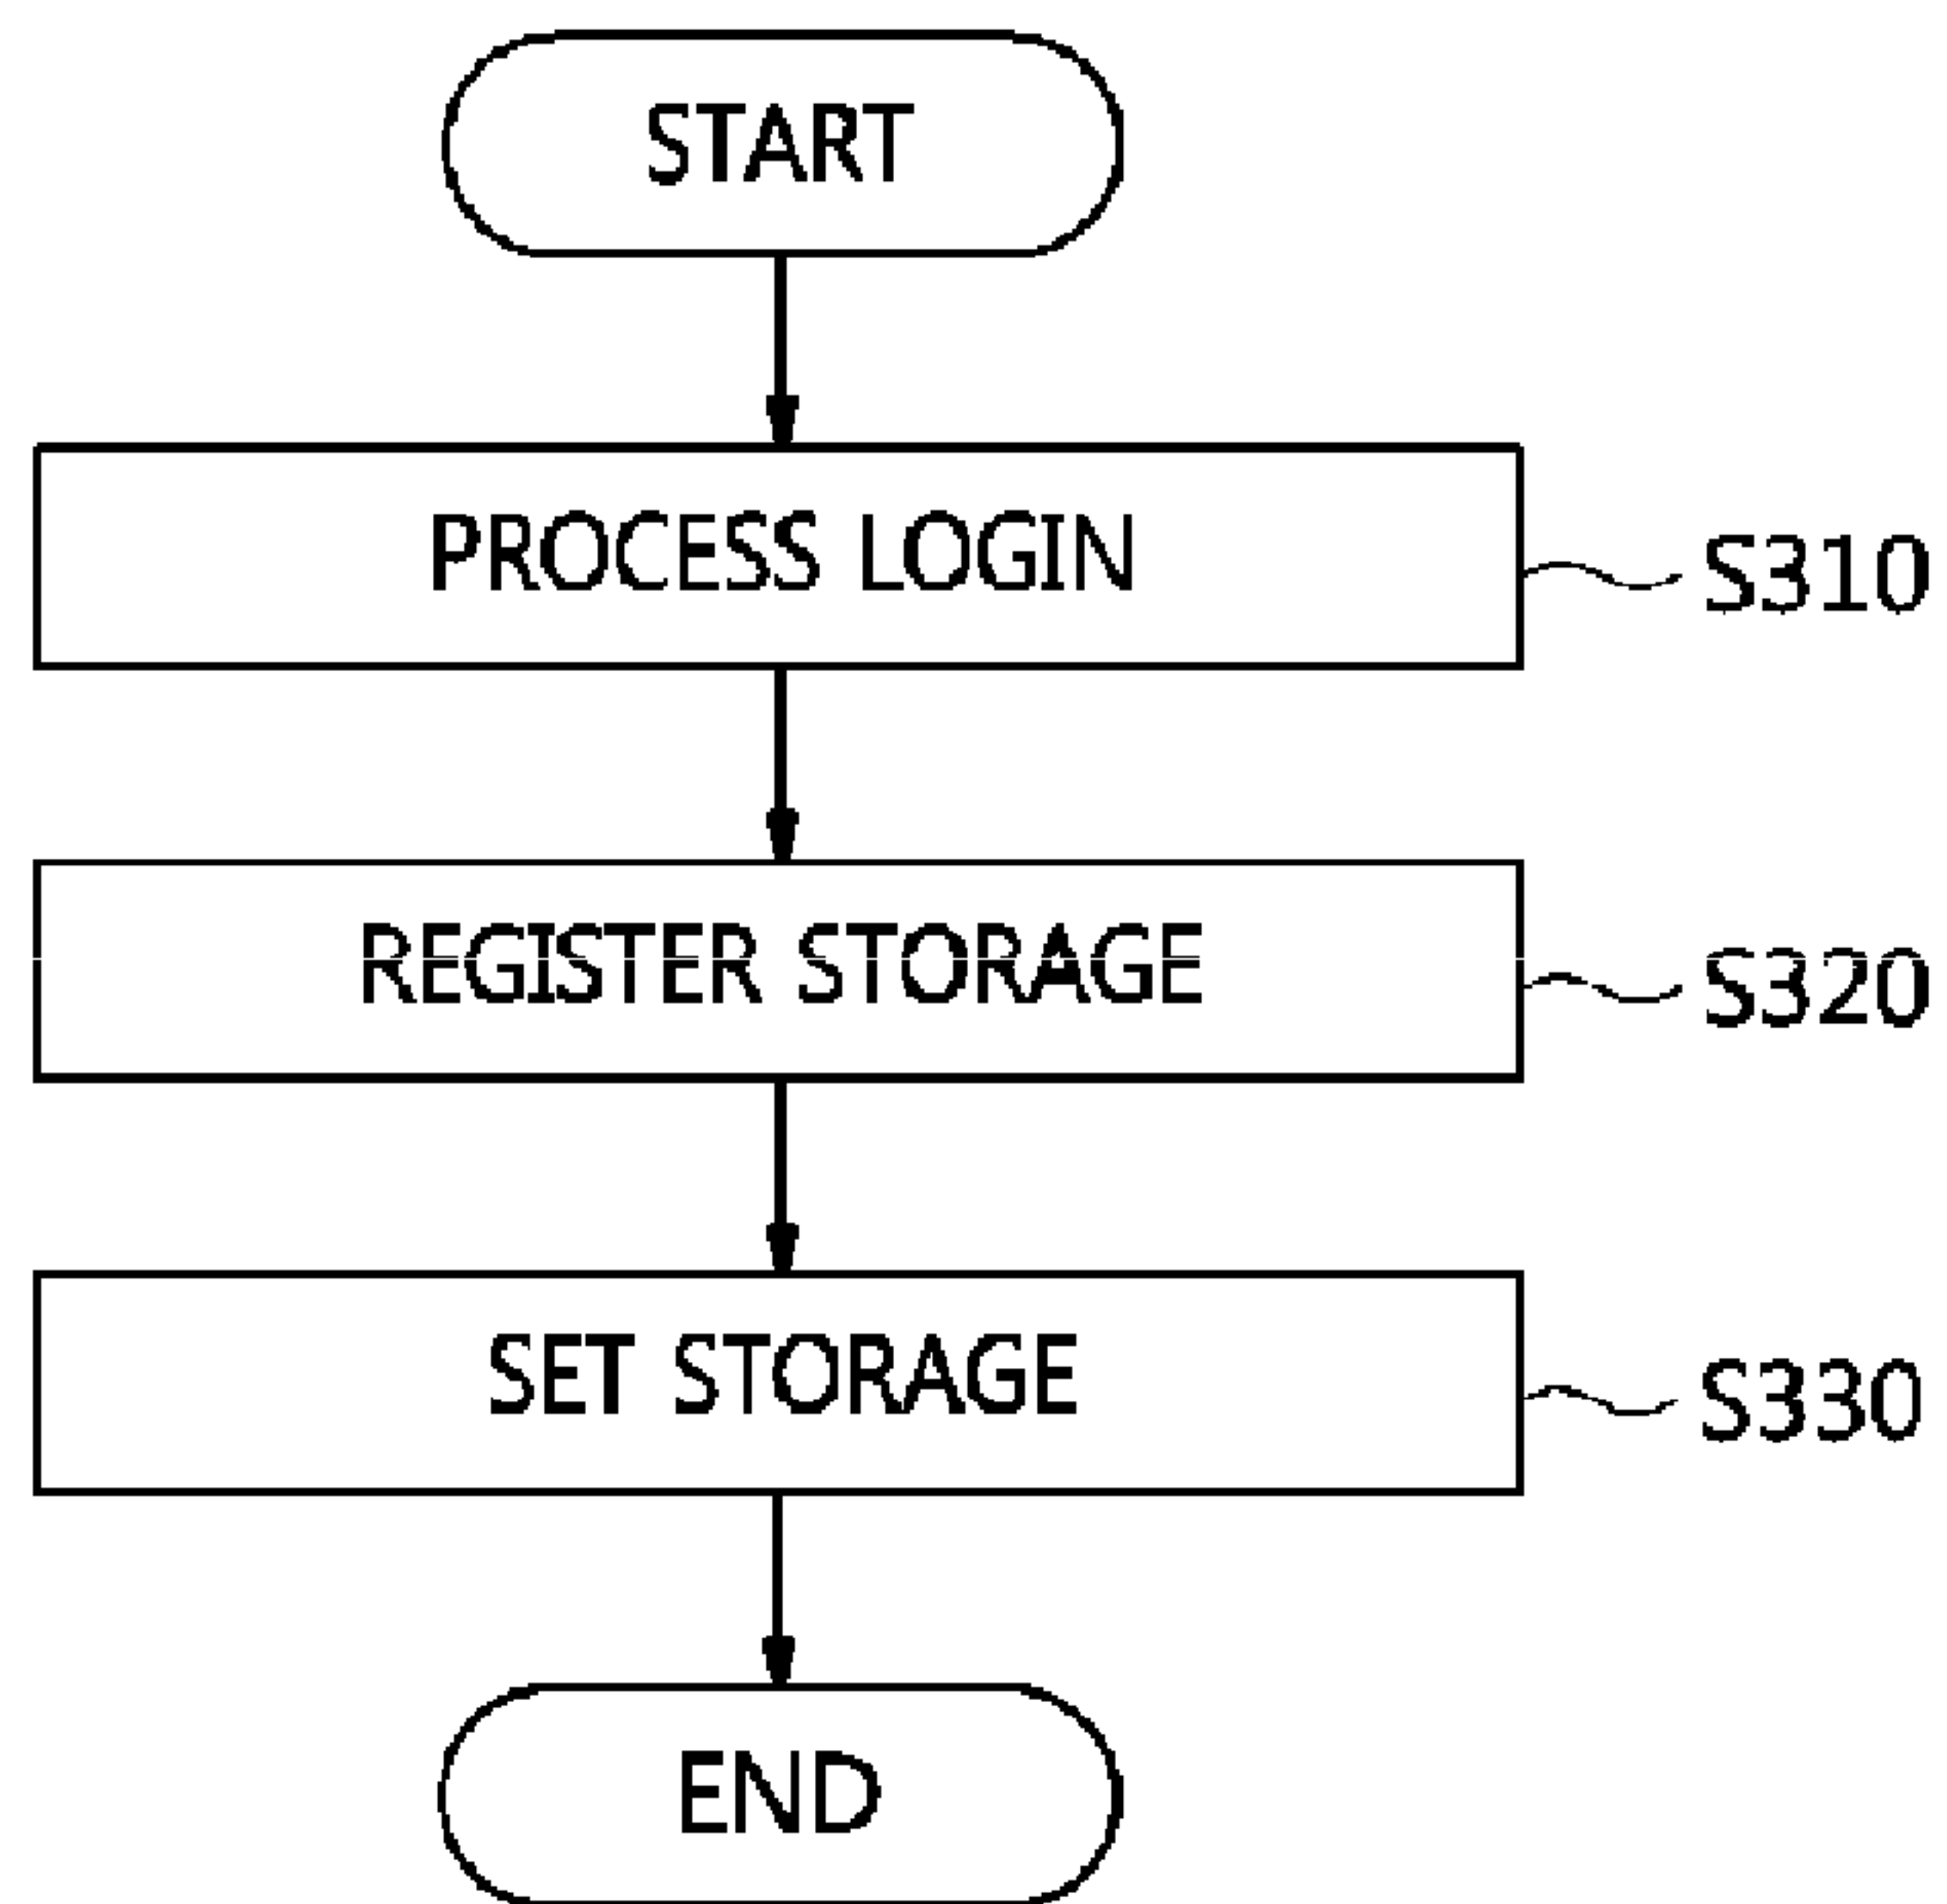 START
PROCESS LOGIN
S310
REGISTER STORAGE
S320
SET STORAGE
S330
END